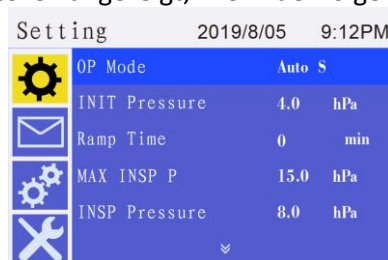 Setting 2019/8/05 9:12PM
OP Mode Auto S
INIT Pressure 4.0 hPa
Ramp Time 0 min
MAX INSP P 15.0 hPa
INSP Pressure 8.0 hPa